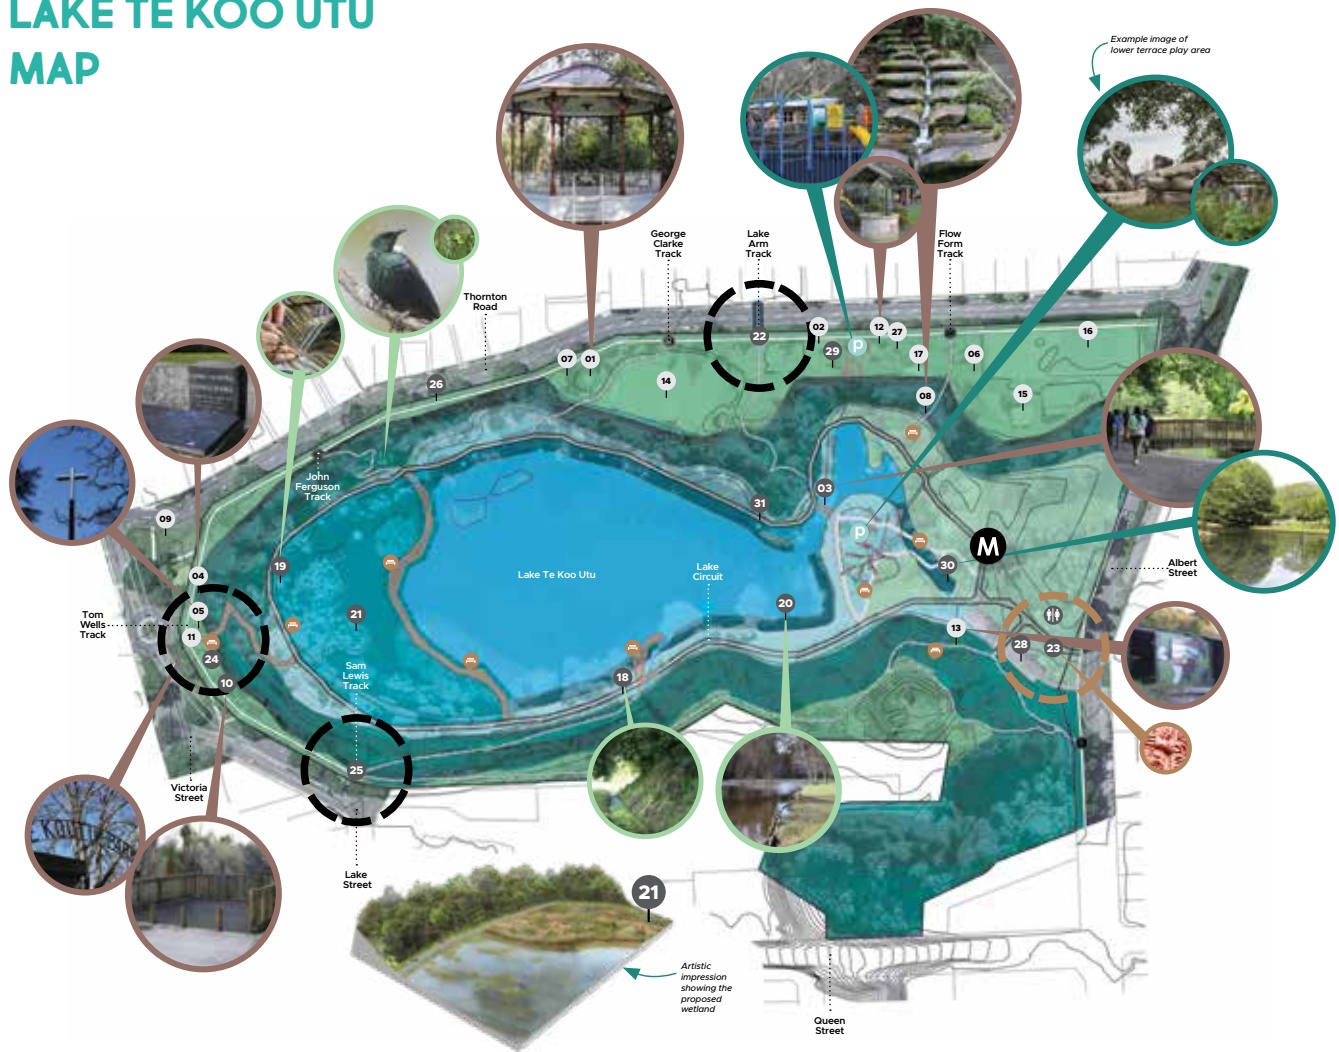 LAKE TE KOO UTU
MAP
Example image of
lower terrace play area
George
Clarke
Track
Lake
Arm
Track
Flow
Form
Track
Thornton
Road
02
12
27
16
22
29
p
17
06
07
01
26
14
08
15
John
Ferguson
Track
03
31
09
p
M
19
Lake Te Koo Utu
Lake
Circuit
30
Albert
Street
04
Tom
Wells
Track
05
11
21
20
13
24
28
23
10
Sam
Lewis
Track
18
25
Victoria
Street
KOUTU PARK
Lake
Street
21
Artistic
impression
showing the
proposed
wetland
Queen
Street